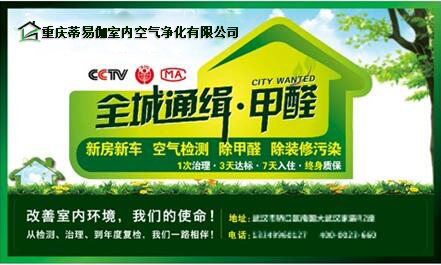 重庆蒂易伽室内空气净化有限公司
CCTV MA
CITY WANTED
全城通缉·甲醛
新房新车 空气检测 除甲醛 除装修污染
1次治理·3天达标·7天入住·终身质保
改善室内环境，我们的使命！
从检测、治理、到年度复检，我们一路相伴！
地址：
电话：